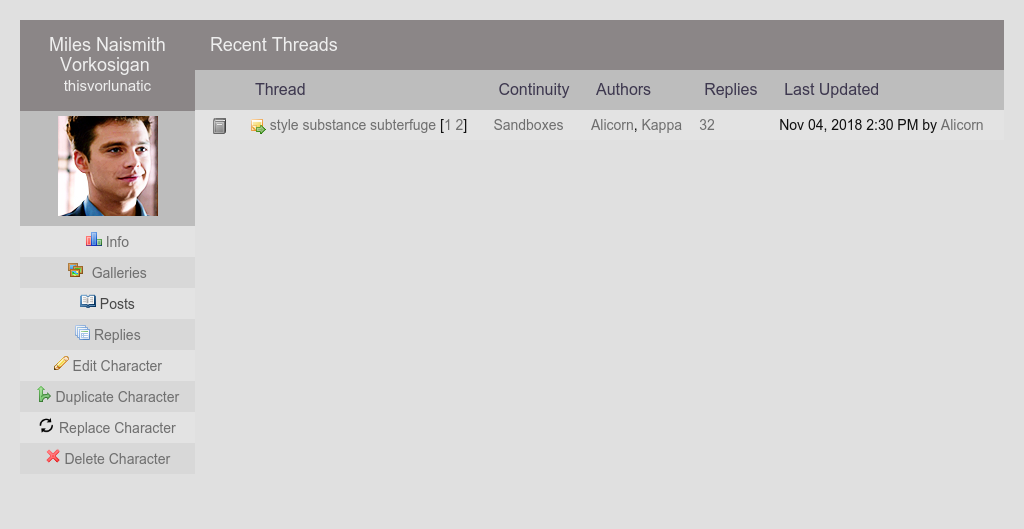 Miles Naismith
Vorkosigan
thisvorlunatic
Info
Galleries
Posts
Replies
Edit Character
Duplicate Character
Replace Character
Delete Character
Recent Threads
Thread Continuity Authors Replies Last Updated
style substance subterfuge [1 2] Sandboxes Alicorn, Kappa 32 Nov 04, 2018 2:30 PM by Alicorn